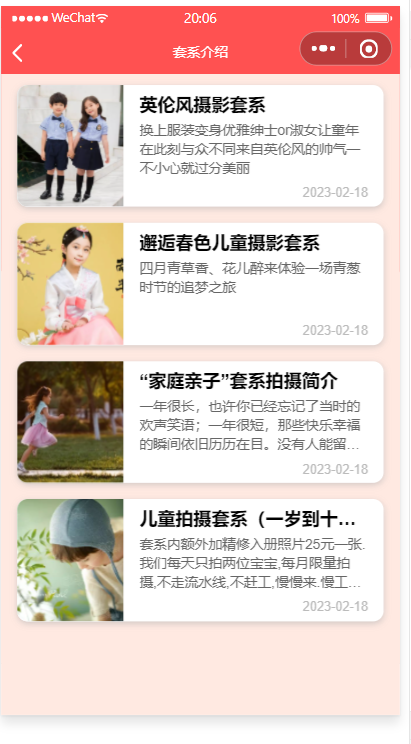 WeChat 20:06 100%
套系介绍
英伦风摄影套系
换上服装变身优雅绅士or淑女让童年
在此刻与众不同来自英伦风的帅气一
不小心就过分美丽
2023-02-18
邂逅春色儿童摄影套系
四月青草香、花儿醉来体验一场青葱
时节的追梦之旅
2023-02-18
“家庭亲子”套系拍摄简介
一年很长，也许你已经忘记了当时的
欢声笑语；一年很短，那些快乐幸福
的瞬间依旧历历在目。没有人能留…
2023-02-18
儿童拍摄套系（一岁到十…
套系内额外加精修入册照片25元一张.
我们每天只拍两位宝宝,每月限量拍
摄,不走流水线,不赶工,慢慢来.慢工…
2023-02-18